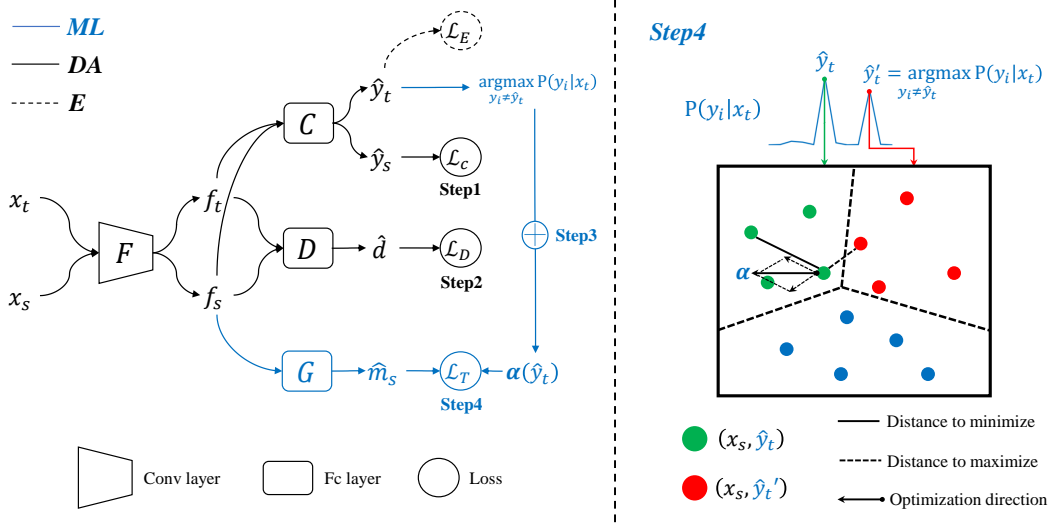 ML
DA
E
ℒ_E
ŷ_t
argmax P(y_i|x_t)
y_i≠ŷ_t
C
ŷ_s
ℒ_c
Step1
x_t
f_t
F
D
d̂
ℒ_D
Step3
Step2
x_s
f_s
G
m̂_s
ℒ_T
α(ŷ_t)
Step4
Conv layer
Fc layer
Loss
Step4
ŷ_t
ŷ_t′ = argmax P(y_i|x_t)
y_i≠ŷ_t
P(y_i|x_t)
α
(x_s, ŷ_t)
(x_s, ŷ_t′)
Distance to minimize
Distance to maximize
Optimization direction